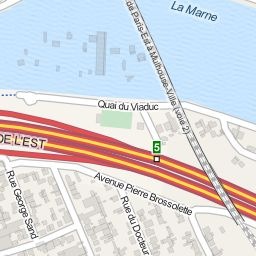 La Marne
de Paris-Est à Mulhouse-Ville (voie 2)
Quai du Viaduc
5
DE L'EST
Avenue Pierre Brossolette
Rue George Sand
Rue du Docteur